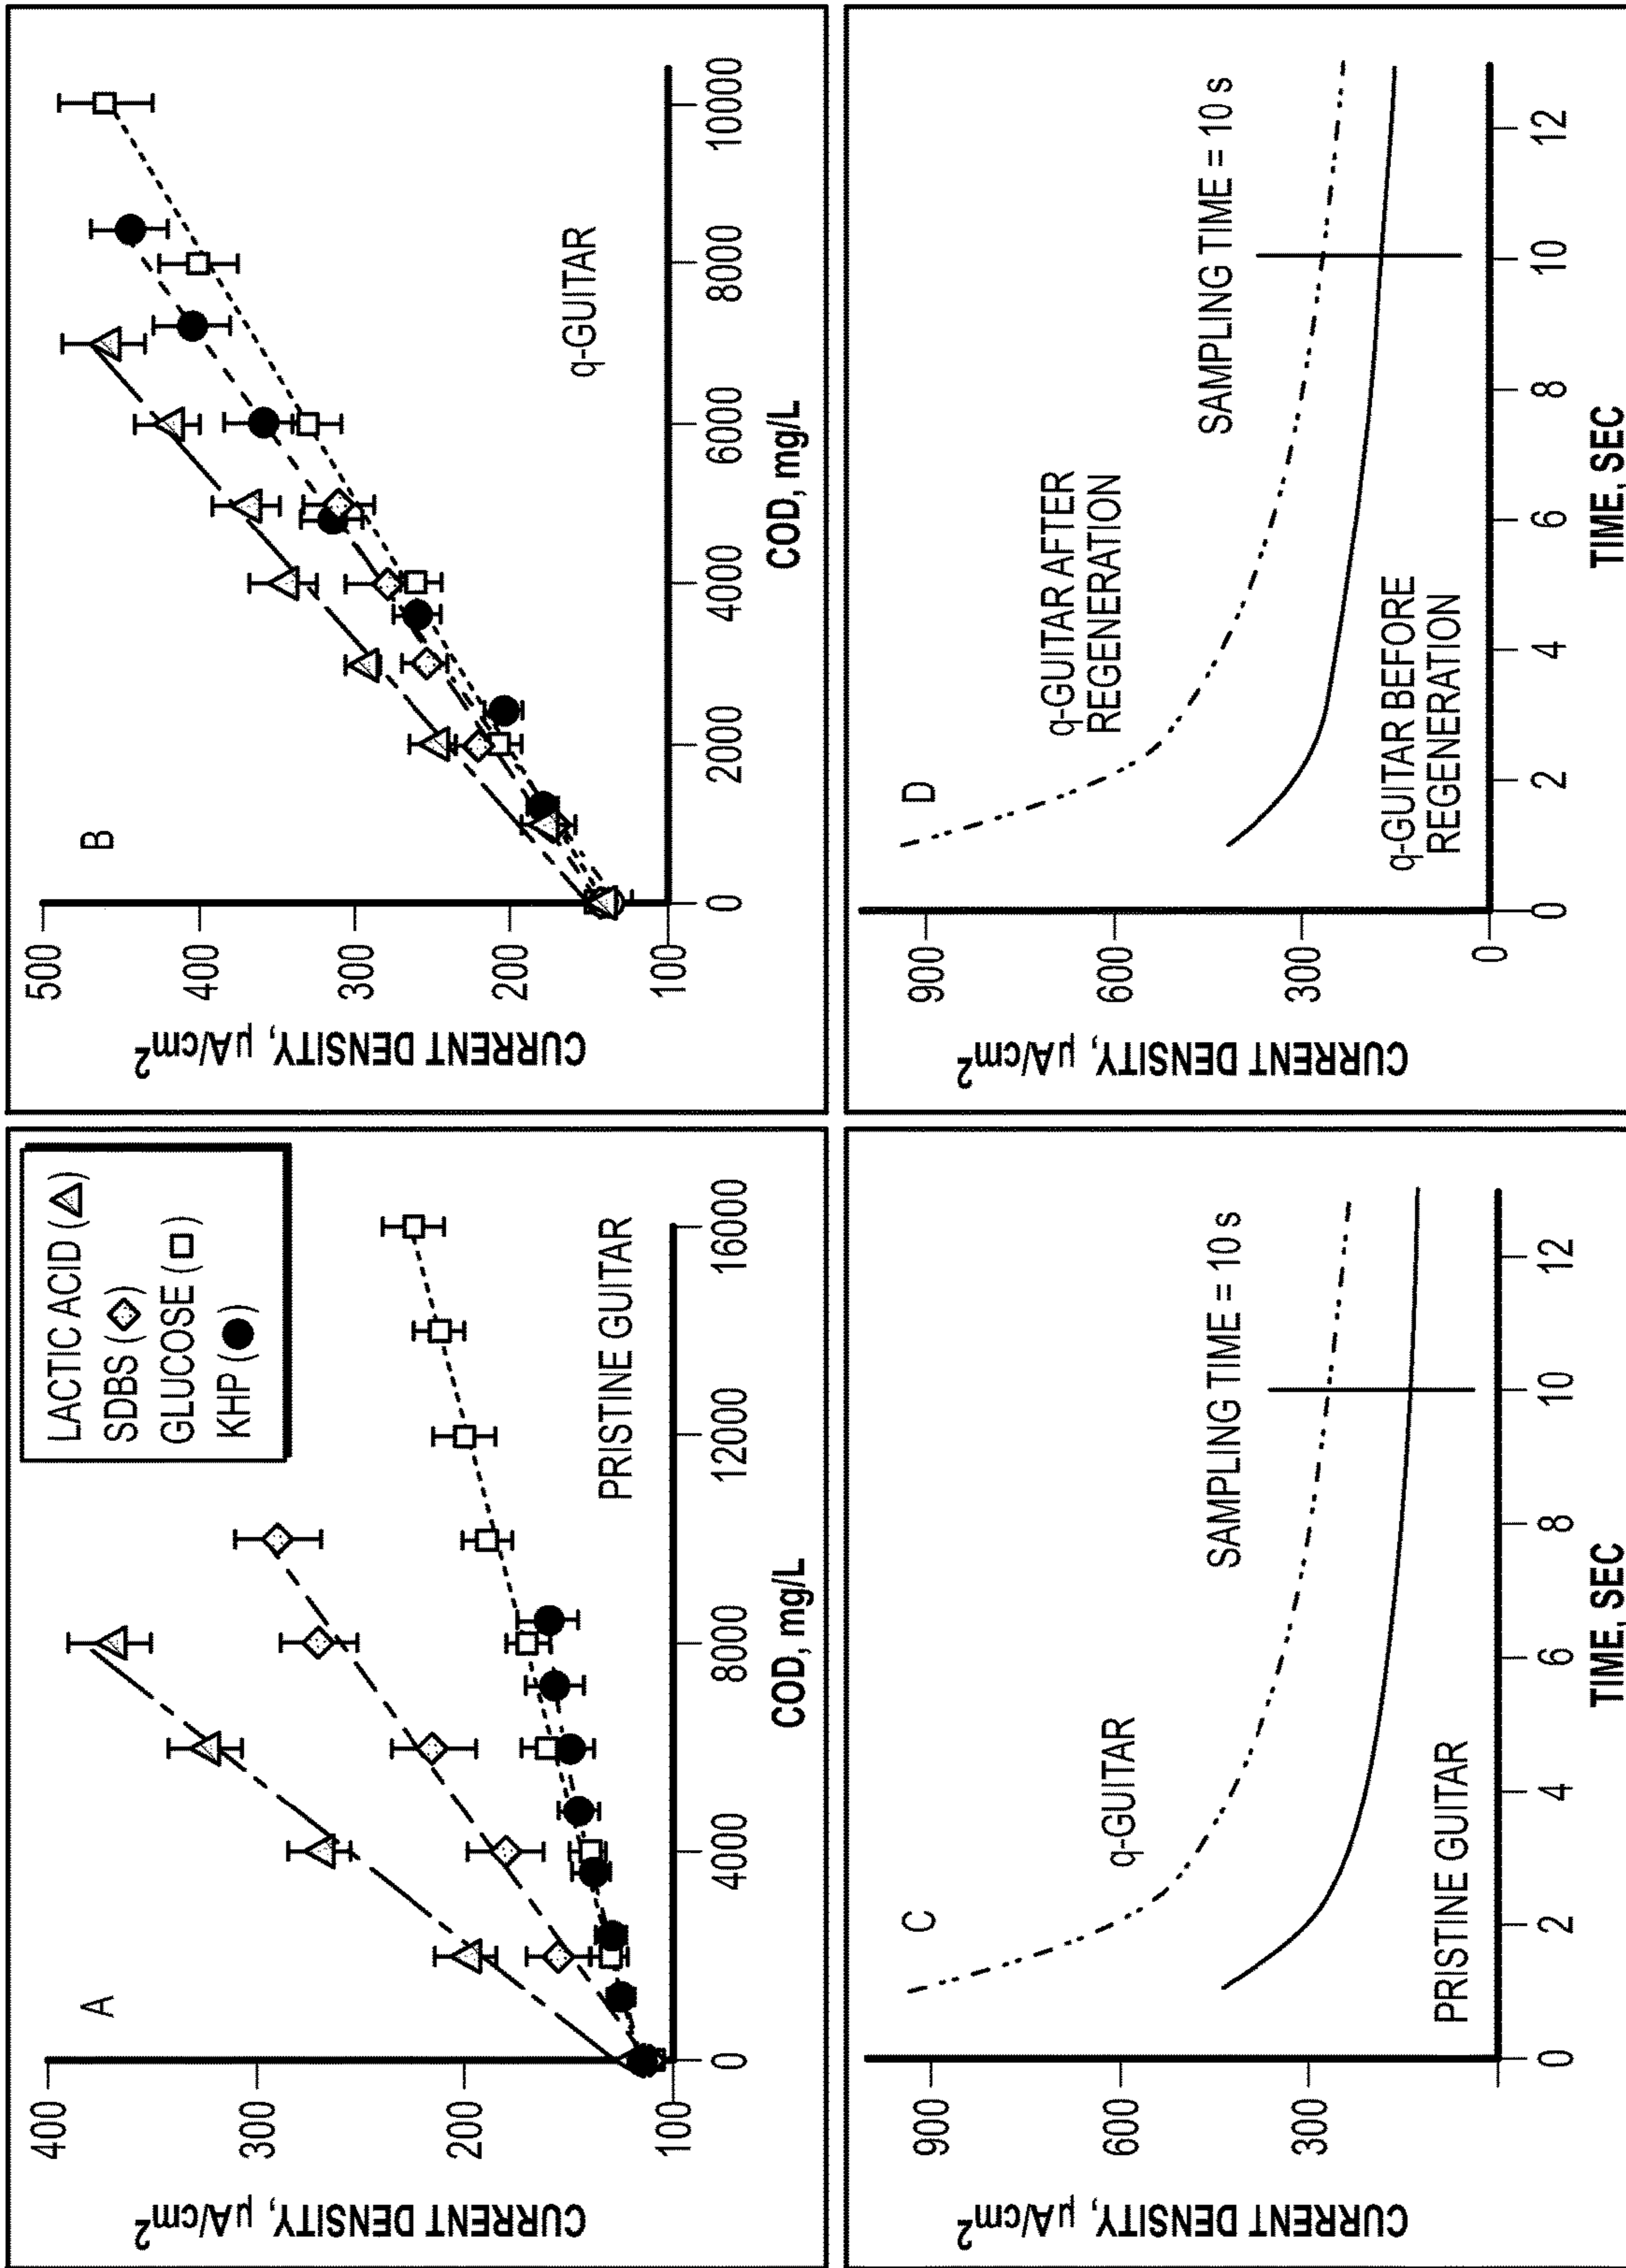 A
LACTIC ACID (△)
SDBS (◇)
GLUCOSE (□)
KHP (●)
PRISTINE GUITAR
CURRENT DENSITY, µA/cm²
400
300
200
100
0
4000
8000
12000
16000
COD, mg/L
B
q-GUITAR
CURRENT DENSITY, µA/cm²
500
400
300
200
100
0
2000
4000
6000
8000
10000
COD, mg/L
C
q-GUITAR
SAMPLING TIME = 10 s
PRISTINE GUITAR
CURRENT DENSITY, µA/cm²
900
600
300
0
2
4
6
8
10
12
TIME, SEC
D
q-GUITAR AFTER
REGENERATION
SAMPLING TIME = 10 s
q-GUITAR BEFORE
REGENERATION
CURRENT DENSITY, µA/cm²
900
600
300
0
0
2
4
6
8
10
12
TIME, SEC